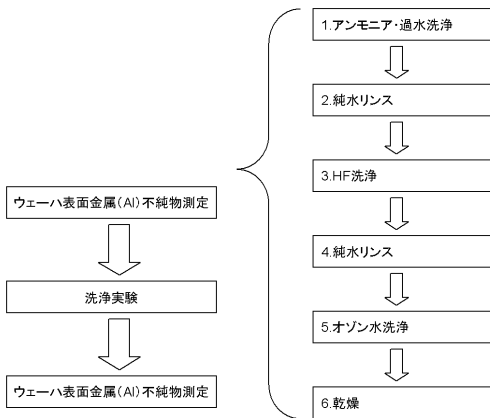 ウェーハ表面金属(Al)不純物測定
洗浄実験
ウェーハ表面金属(Al)不純物測定
1.アンモニア・過水洗浄
2.純水リンス
3.HF洗浄
4.純水リンス
5.オゾン水洗浄
6.乾燥